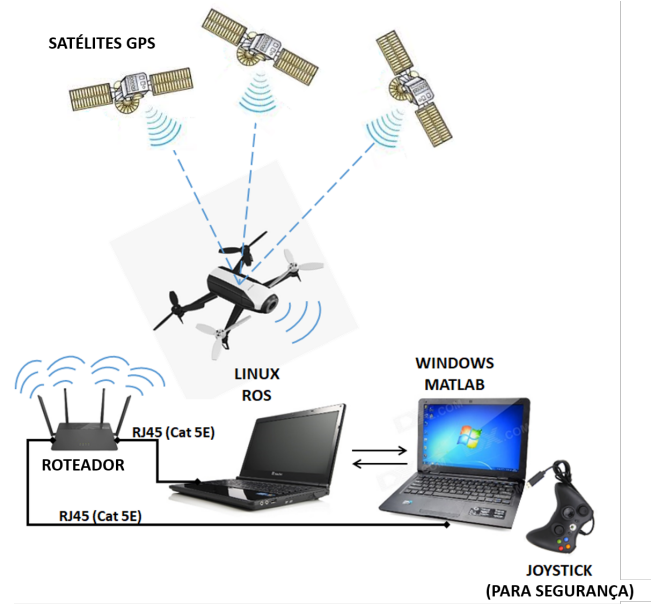 SATÉLITES GPS
LINUX
ROS
WINDOWS
MATLAB
RJ45 (Cat 5E)
ROTEADOR
RJ45 (Cat 5E)
JOYSTICK
(PARA SEGURANÇA)